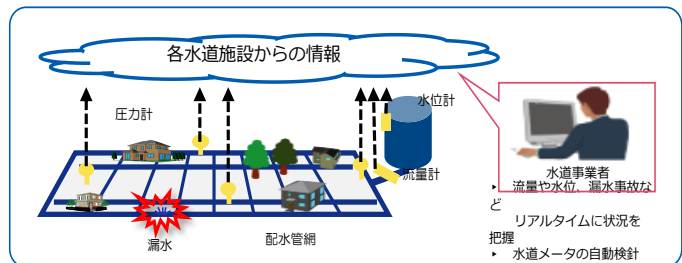 各水道施設からの情報
圧力計
水位計
流量計
漏水
配水管網
水道事業者
▸ 流量や水位、漏水事故な
ど
リアルタイムに状況を
把握
▸ 水道メータの自動検針